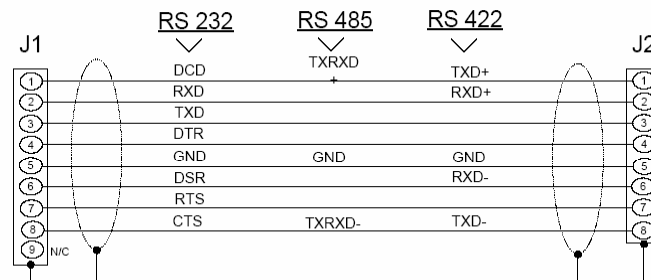 RS 232 RS 485 RS 422
J1 J2
DCD TXRXD
+ TXD+
1 1
RXD RXD+
2 2
TXD
3 3
DTR
4 4
GND GND GND
5 5
DSR RXD-
6 6
RTS
7 7
CTS TXRXD- TXD-
8 8
9 N/C